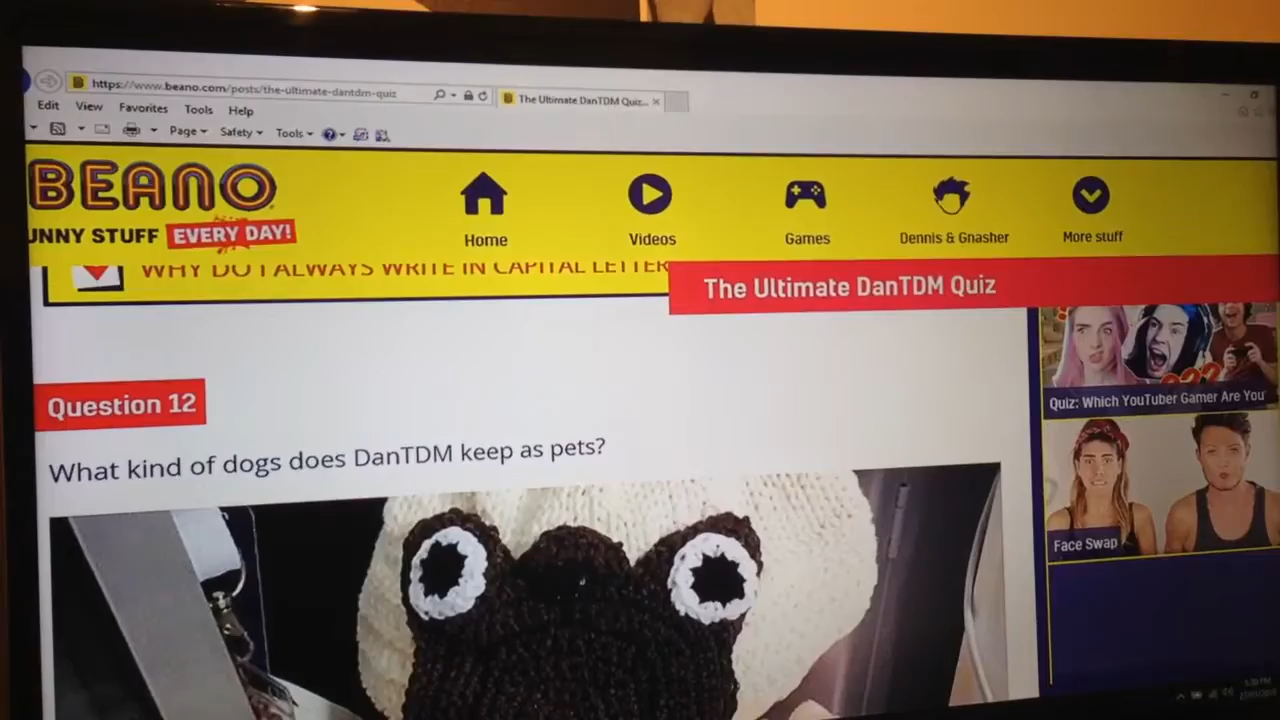 https://www.beano.com/posts/the-ultimate-dantdm-quiz
The Ultimate DanTDM Quiz...
Edit View Favorites Tools Help
Page Safety Tools
BEANO
UNNY STUFF EVERY DAY!
Home
Videos
Games
Dennis & Gnasher
More stuff
WHY DO I ALWAYS WRITE IN CAPITAL LETTER
The Ultimate DanTDM Quiz
Quiz: Which YouTuber Gamer Are You
Question 12
What kind of dogs does DanTDM keep as pets?
Face Swap